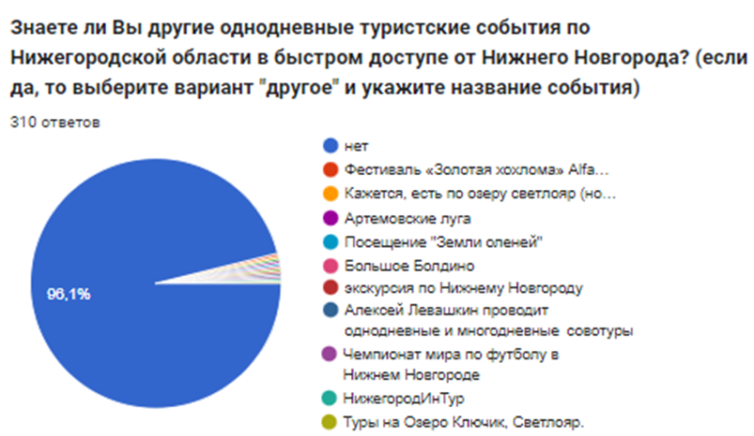 Знаете ли Вы другие однодневные туристские события по
Нижегородской области в быстром доступе от Нижнего Новгорода? (если
да, то выберите вариант "другое" и укажите название события)
310 ответов
нет
Фестиваль «Золотая хохлома» Alfa...
Кажется, есть по озеру светлояр (но...
Артемовские луга
Посещение "Земли оленей"
Большое Болдино
экскурсия по Нижнему Новгороду
Алексей Левашкин проводит
однодневные и многодневные совотуры
Чемпионат мира по футболу в
Нижнем Новгороде
НижегородИнТур
Туры на Озеро Ключик, Светлояр.
96,1%